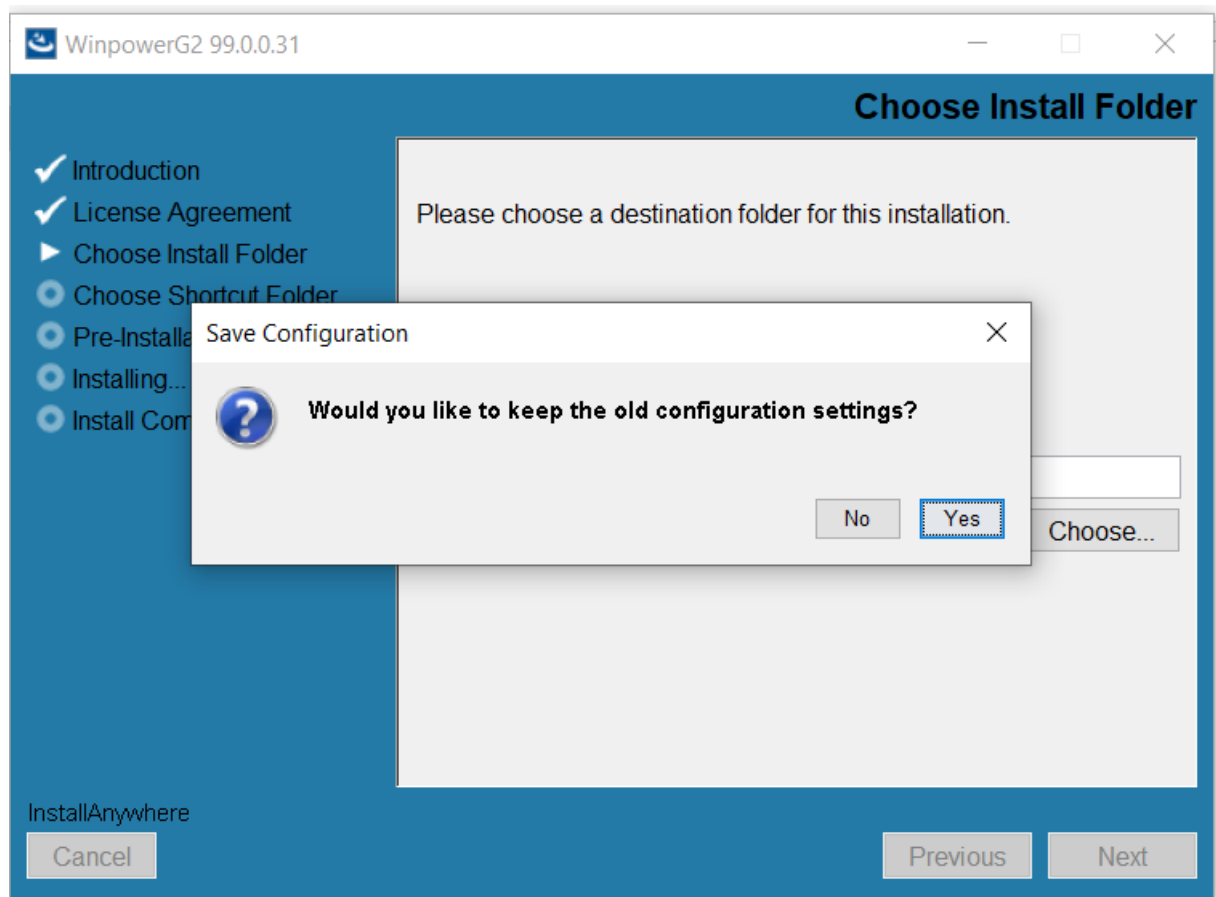 WinpowerG2 99.0.0.31
Choose Install Folder
Introduction
License Agreement
Choose Install Folder
Choose Shortcut Folder
Pre-Installa
Installing...
Install Com
Please choose a destination folder for this installation.
Save Configuration
Would you like to keep the old configuration settings?
No Yes
Choose...
InstallAnywhere
Cancel Previous Next